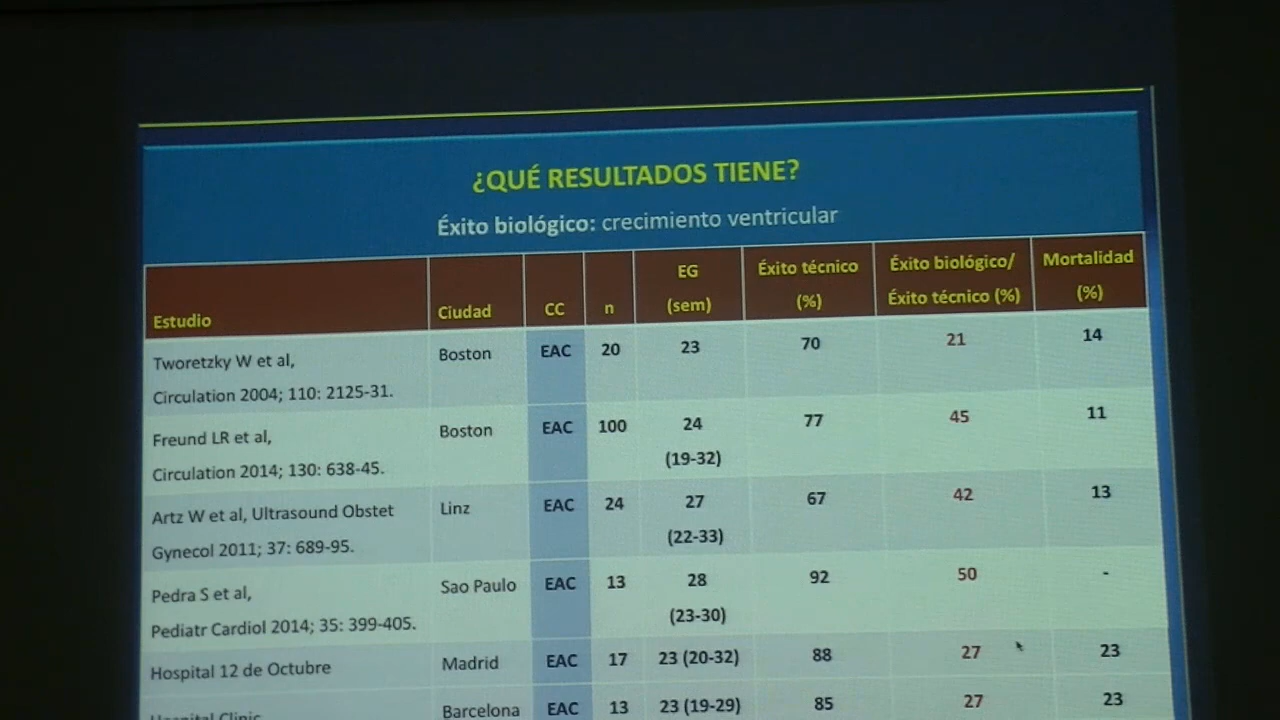 ¿QUÉ RESULTADOS TIENE?
Éxito biológico: crecimiento ventricular
Estudio Ciudad CC n EG (sem) Éxito técnico (%) Éxito biológico/ Éxito técnico (%) Mortalidad (%)
Tworetzky W et al, Boston EAC 20 23 70 21 14
Circulation 2004; 110: 2125-31.
Freund LR et al, Boston EAC 100 24 77 45 11
Circulation 2014; 130: 638-45. (19-32)
Artz W et al, Ultrasound Obstet Linz EAC 24 27 67 42 13
Gynecol 2011; 37: 689-95. (22-33)
Pedra S et al, Sao Paulo EAC 13 28 92 50 -
Pediatr Cardiol 2014; 35: 399-405. (23-30)
Hospital 12 de Octubre Madrid EAC 17 23 (20-32) 88 27 23
Hospital Clinic Barcelona EAC 13 23 (19-29) 85 27 23